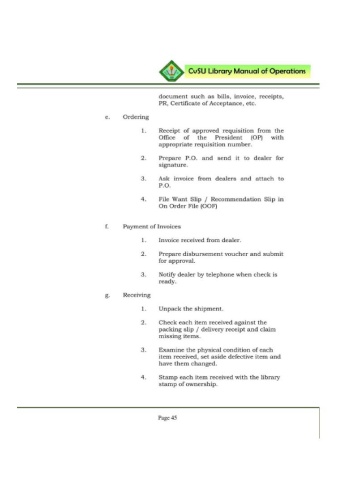 CvSU Library Manual of Operations
document such as bills, invoice, receipts,
PR, Certificate of Acceptance, etc.
e. Ordering
1. Receipt of approved requisition from the
Office of the President (OP) with
appropriate requisition number.
2. Prepare P.O. and send it to dealer for
signature.
3. Ask invoice from dealers and attach to
P.O.
4. File Want Slip / Recommendation Slip in
On Order File (OOF)
f. Payment of Invoices
1. Invoice received from dealer.
2. Prepare disbursement voucher and submit
for approval.
3. Notify dealer by telephone when check is
ready.
g. Receiving
1. Unpack the shipment.
2. Check each item received against the
packing slip / delivery receipt and claim
missing items.
3. Examine the physical condition of each
item received, set aside defective item and
have them changed.
4. Stamp each item received with the library
stamp of ownership.
Page 45